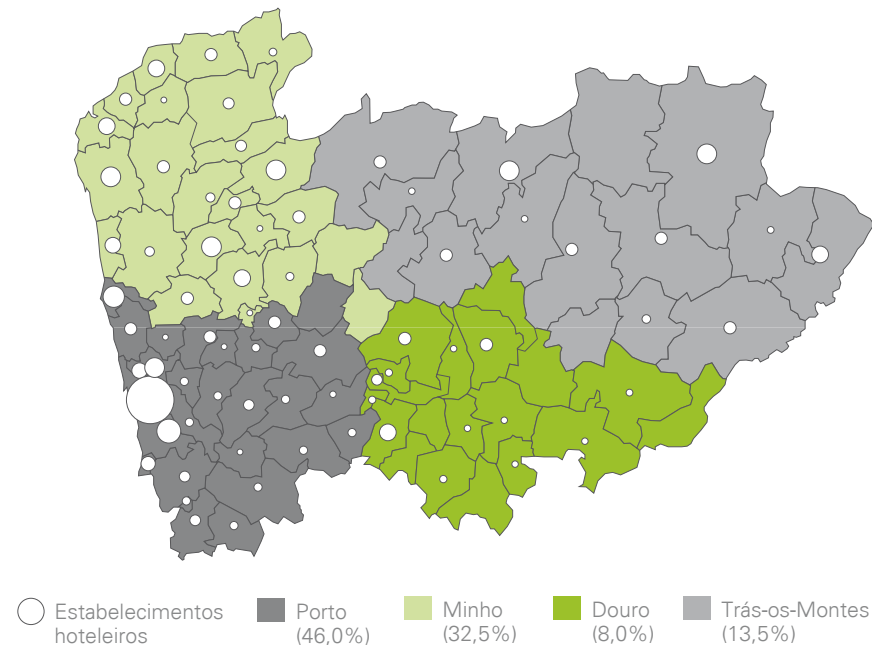 Estabelecimentos
hoteleiros
Porto
(46,0%)
Minho
(32,5%)
Douro
(8,0%)
Trás-os-Montes
(13,5%)